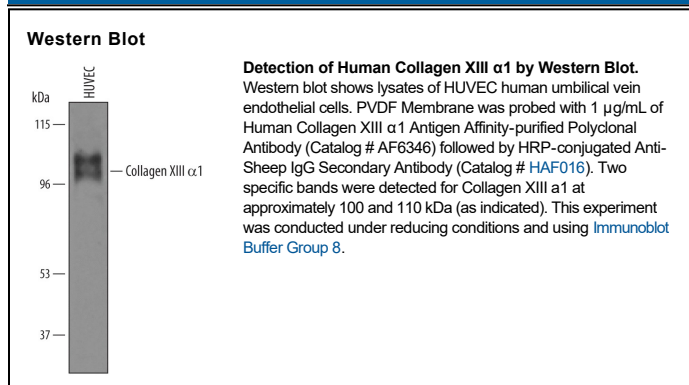 Western Blot
HUVEC
kDa
115
96
53
37
Collagen XIII α1
Detection of Human Collagen XIII α1 by Western Blot.
Western blot shows lysates of HUVEC human umbilical vein
endothelial cells. PVDF Membrane was probed with 1 µg/mL of
Human Collagen XIII α1 Antigen Affinity-purified Polyclonal
Antibody (Catalog # AF6346) followed by HRP-conjugated Anti-
Sheep IgG Secondary Antibody (Catalog # HAF016). Two
specific bands were detected for Collagen XIII a1 at
approximately 100 and 110 kDa (as indicated). This experiment
was conducted under reducing conditions and using Immunoblot
Buffer Group 8.